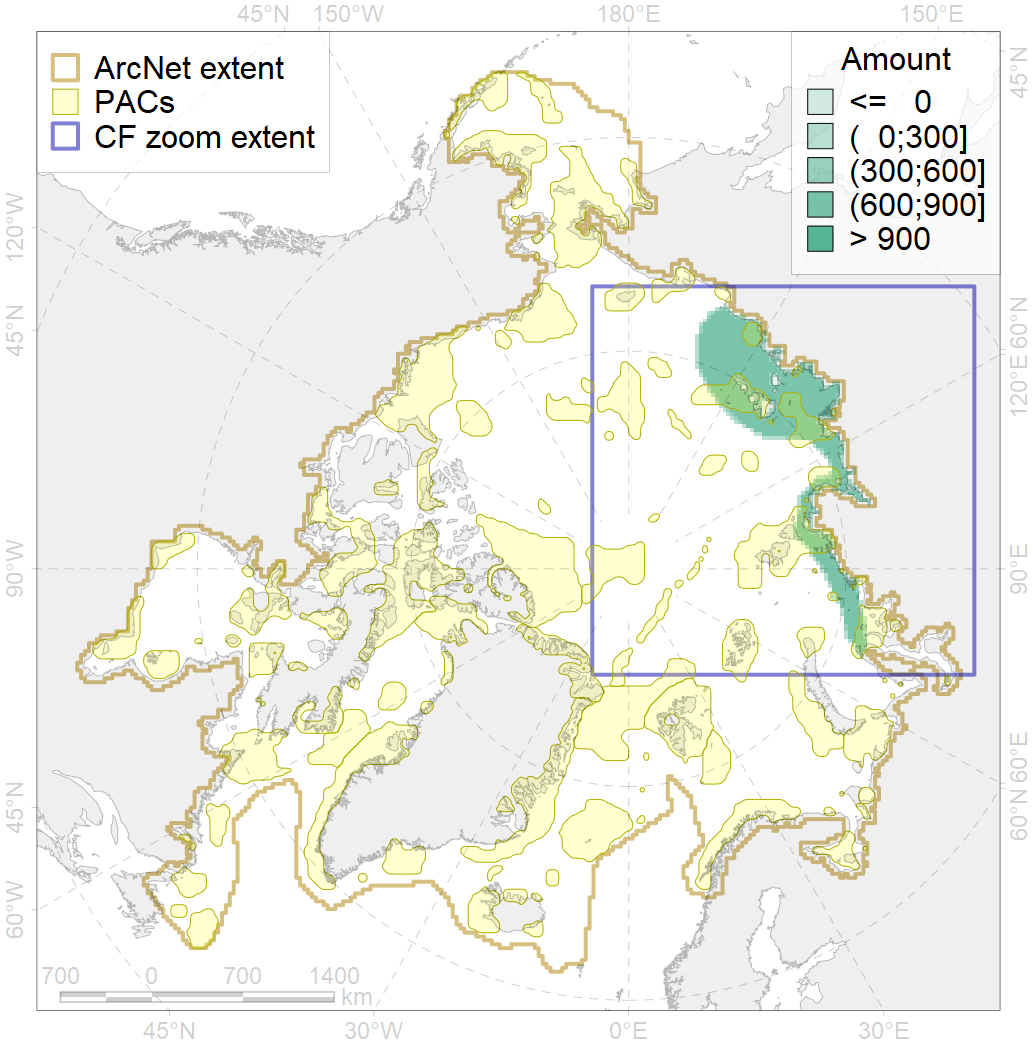 45°N 150°W 180°E 150°E
ArcNet extent
PACs
CF zoom extent
Amount
<= 0
( 0;300]
(300;600]
(600;900]
> 900
45°N
120°W
60°N
45°N
120°E
90°W
90°E
60°E
45°N
60°N
60°W
700 0 700 1400
km
45°N 30°W 0°E 30°E